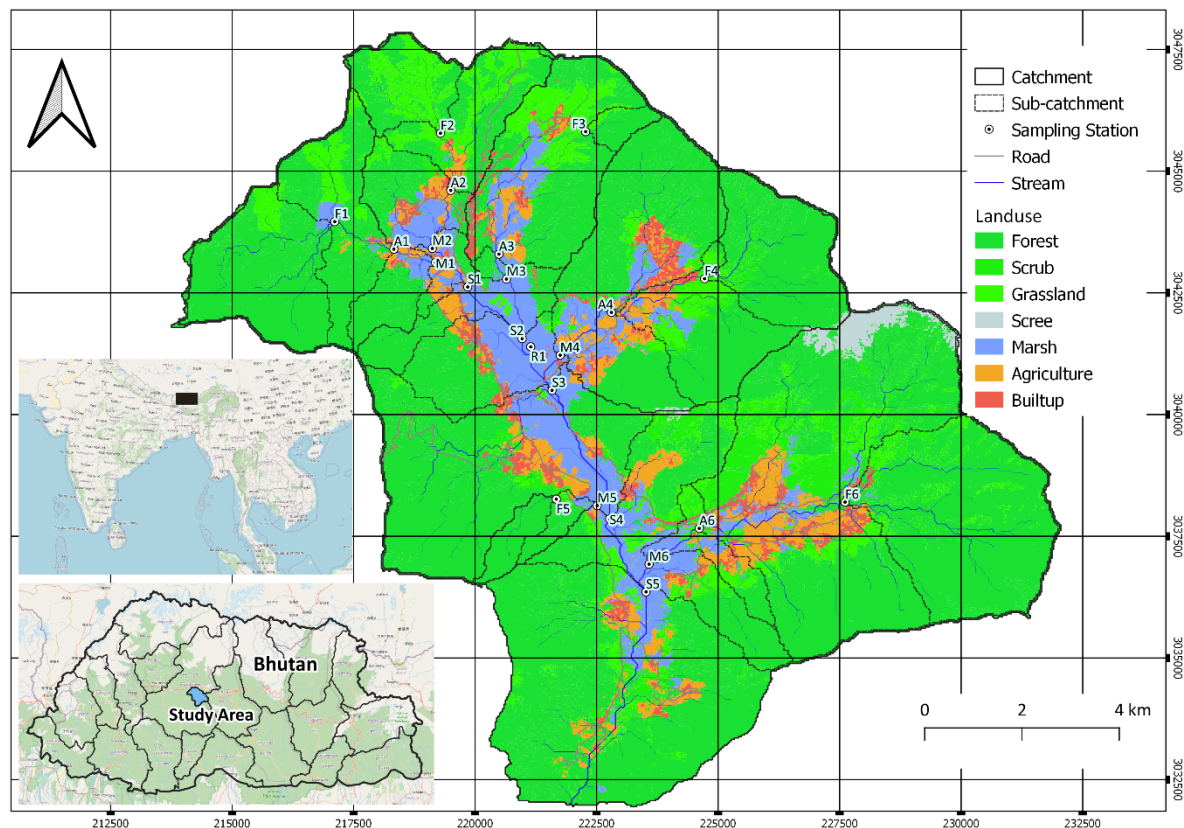 Catchment
Sub-catchment
Sampling Station
Road
Stream
Landuse
Forest
Scrub
Grassland
Scree
Marsh
Agriculture
Builtup
F2
F3
A2
F1
A1
M2
M1
A3
M3
S1
F4
A4
S2
R1
M4
S3
F5
M5
S4
A6
F6
M6
S5
Bhutan
Study Area
0 2 4 km
3047500
3045000
3042500
3040000
3037500
3035000
3032500
212500 215000 217500 220000 222500 225000 227500 230000 232500